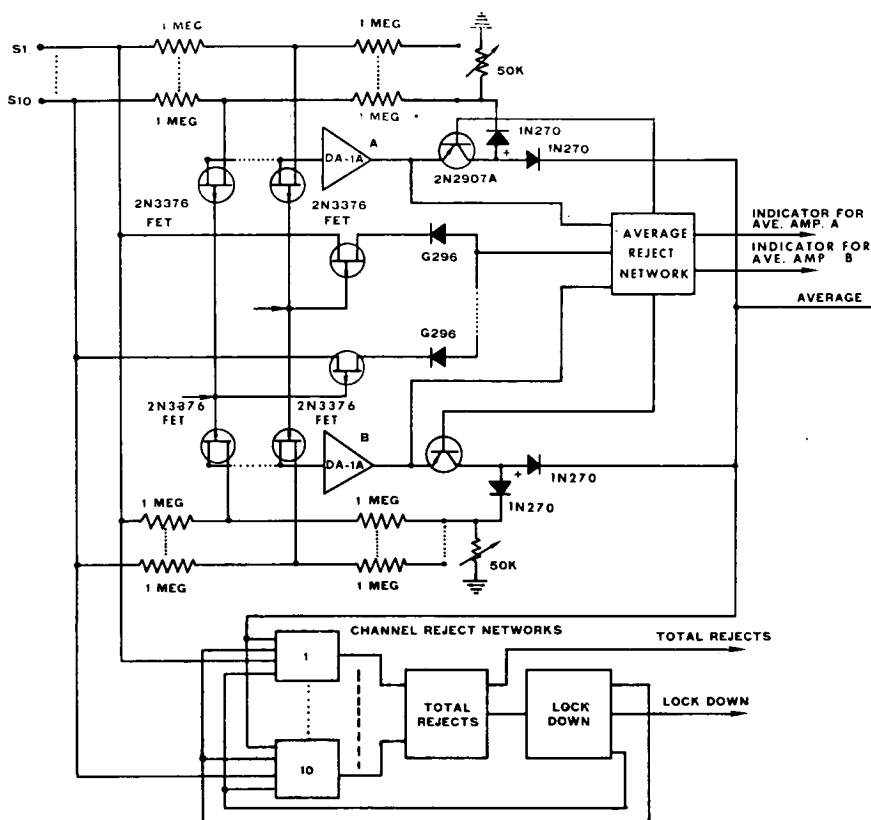 1 MEG
1 MEG
S1.
50K
S10
1 MEG
1 MEG
1N270
A
1N270
DA-1A
2N2907A
2N3376
FET
2N3376
FET
AVERAGE
REJECT
NETWORK
INDICATOR FOR
AVE. AMP. A
INDICATOR FOR
AVE. AMP B
G296
AVERAGE
G296
2N3376
FET
2N3376
FET
B
DA-1A
+
1N270
1N270
1 MEG
1 MEG
50K
1 MEG
1 MEG
CHANNEL REJECT NETWORKS
TOTAL REJECTS
1
TOTAL
REJECTS
LOCK
DOWN
LOCK DOWN
10